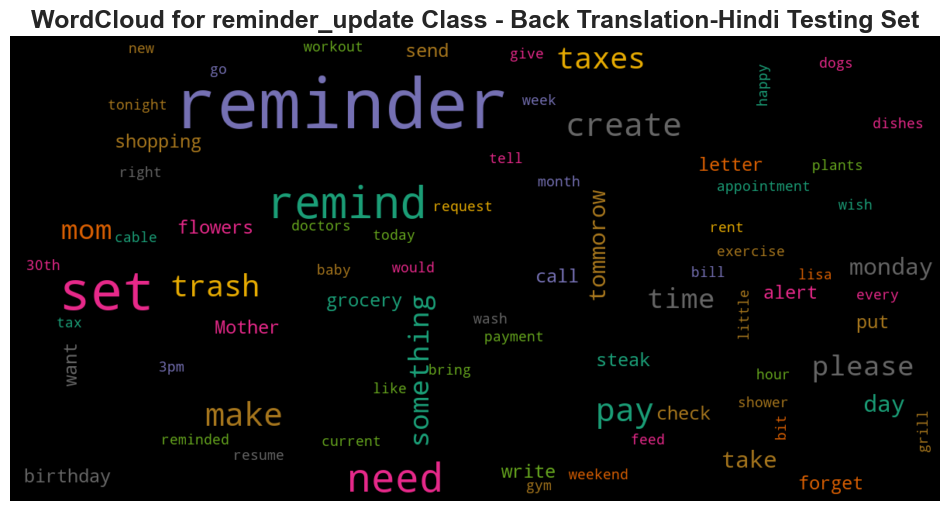 WordCloud for reminder_update Class - Back Translation-Hindi Testing Set
new
workout
send
give
taxes
dogs
go
happy
reminder
week
tonight
create
dishes
shopping
tell
letter
plants
right
month
appointment
remind
request
tommorow
wish
mom
cable
flowers
doctors
today
rent
exercise
30th
baby
would
call
bill
lisa
monday
set
trash
grocery
something
time
little
alert
every
tax
Mother
wash
payment
put
want
3pm
like
bring
steak
hour
please
make
pay
check
shower
day
reminded
current
feed
bit
grill
resume
birthday
need
write
gym
weekend
take
forget